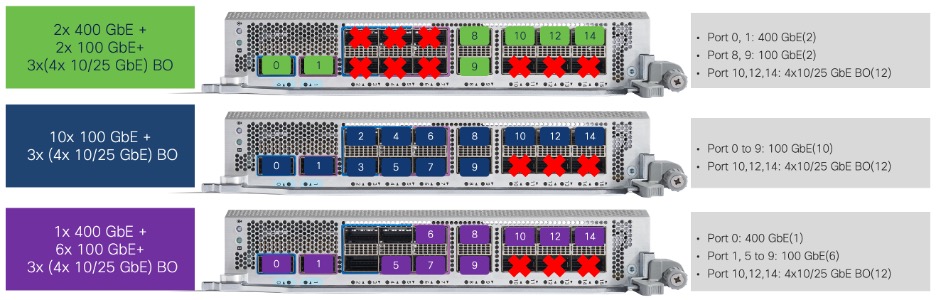 2x 400 GbE +
2x 100 GbE+
3x(4x 10/25 GbE) BO
8 10 12 14
0 1 9
• Port 0, 1: 400 GbE(2)
• Port 8, 9: 100 GbE(2)
• Port 10,12,14: 4x10/25 GbE BO(12)
10x 100 GbE +
3x (4x 10/25 GbE) BO
2 4 6 8 10 12 14
0 1 3 5 7 9
• Port 0 to 9: 100 GbE(10)
• Port 10,12,14: 4x10/25 GbE BO(12)
1x 400 GbE +
6x 100 GbE+
3x (4x 10/25 GbE) BO
6 8 10 12 14
0 1 5 7 9
• Port 0: 400 GbE(1)
• Port 1, 5 to 9: 100 GbE(6)
• Port 10,12,14: 4x10/25 GbE BO(12)